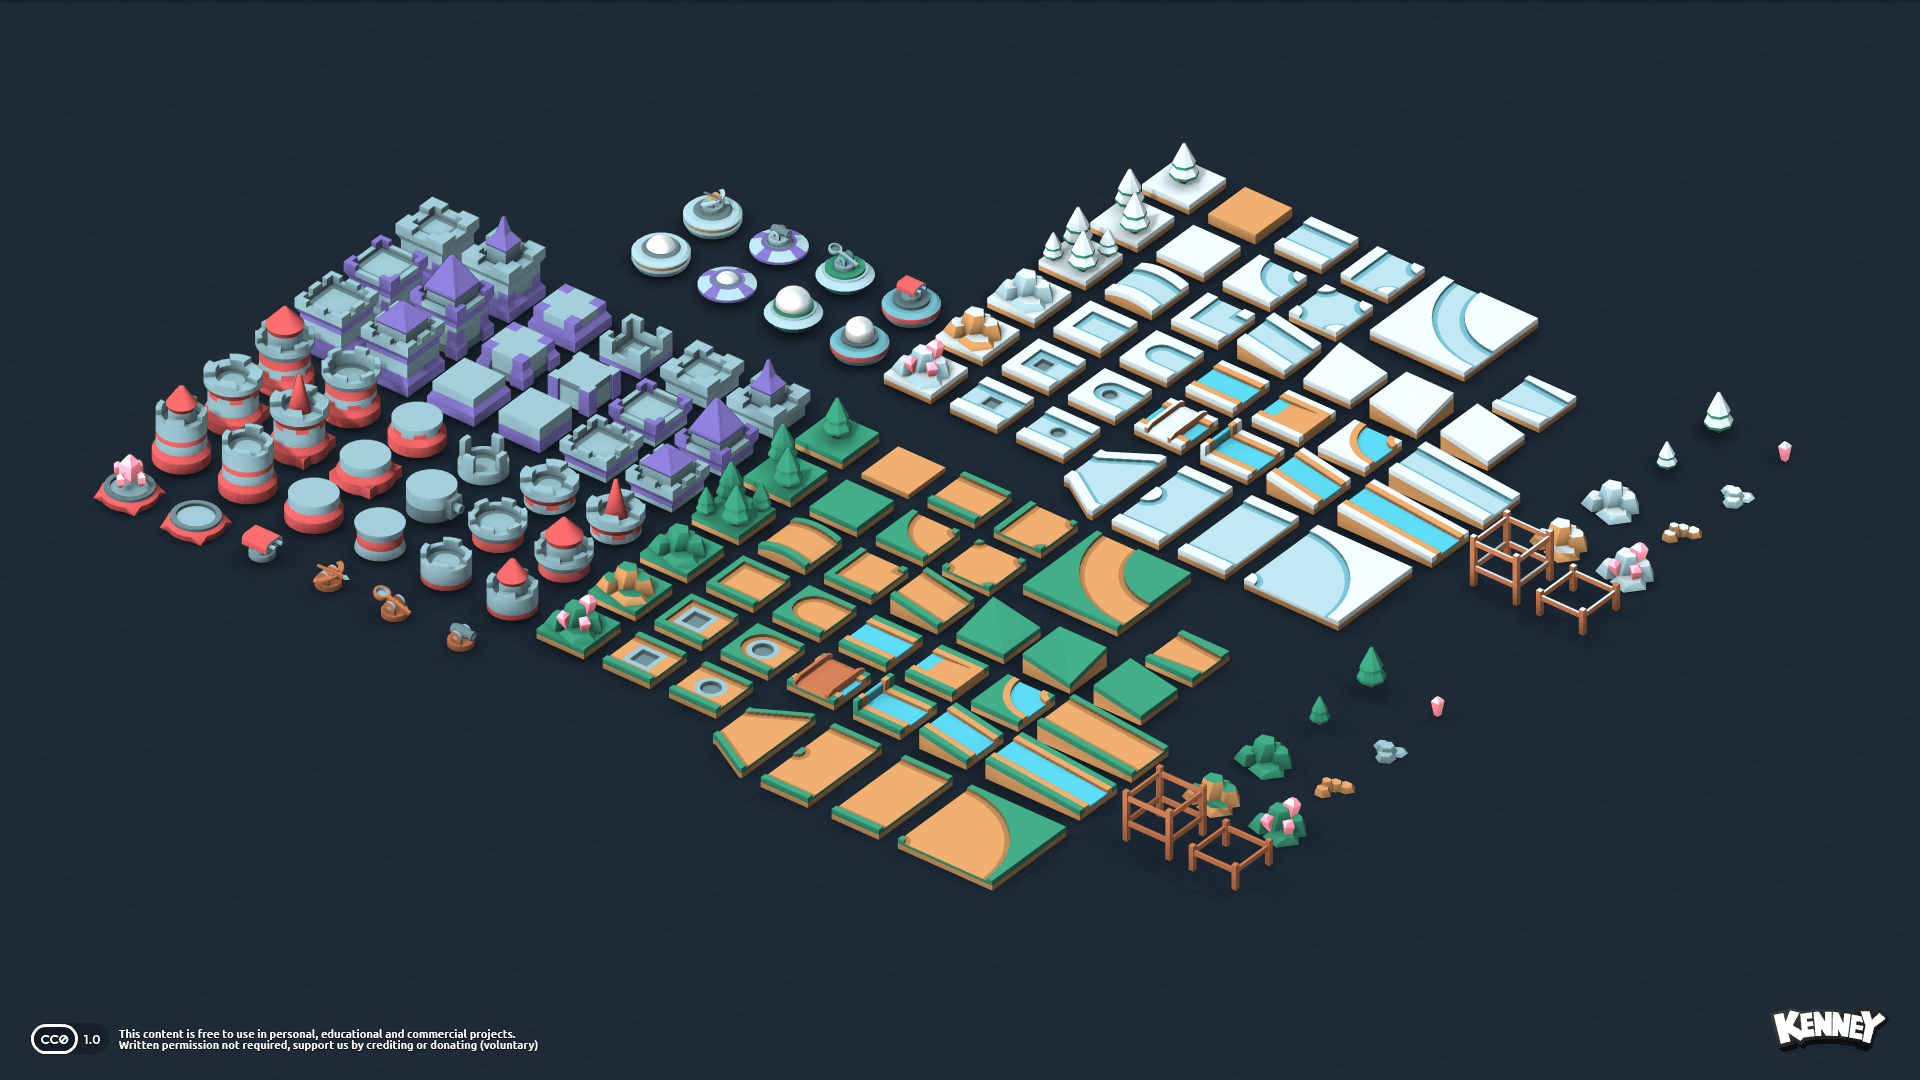 CC0 1.0
This content is free to use in personal, educational and commercial projects.
Written permission not required, support us by crediting or donating (voluntary)
KENNEY